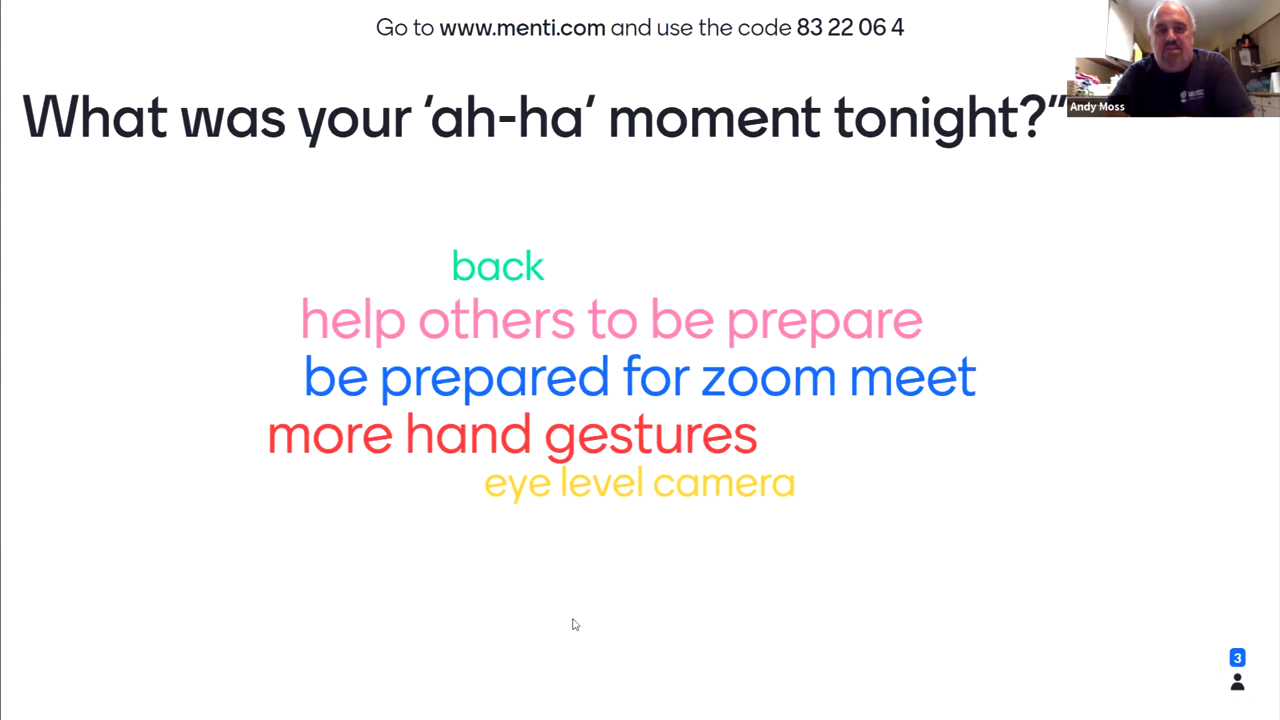 Go to www.menti.com and use the code 83 22 06 4
What was your ‘ah-ha’ moment tonight?”
Andy Moss
back
help others to be prepare
be prepared for zoom meet
more hand gestures
eye level camera
3